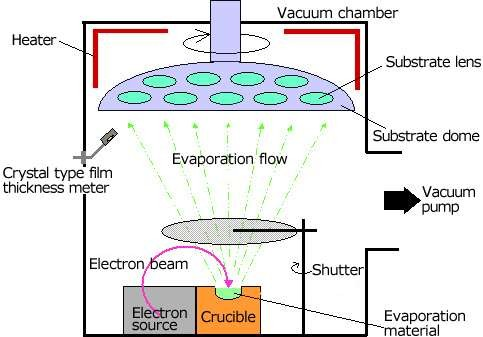 Vacuum chamber
Heater
Substrate lens
Substrate dome
Evaporation flow
Crystal type film
thickness meter
Vacuum
pump
Electron beam
Shutter
Electron
source
Crucible
Evaporation
material